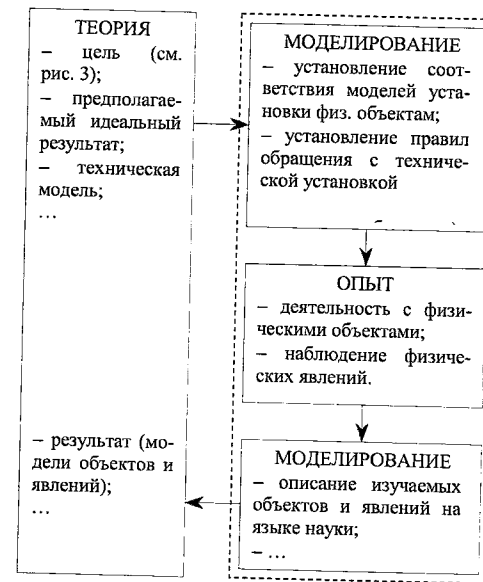 ТЕОРИЯ
– цель (см.
рис. 3);
– предполагае-
мый идеальный
результат;
– техническая
модель;
...
– результат (мо-
дели объектов и
явлений);
...
МОДЕЛИРОВАНИЕ
– установление соот-
ветствия моделей уста-
новки физ. объектам;
– установление правил
обращения с техниче-
ской установкой
ОПЫТ
– деятельность с физи-
ческими объектами;
– наблюдение физиче-
ских явлений.
МОДЕЛИРОВАНИЕ
– описание изучаемых
объектов и явлений на
языке науки;
– ...